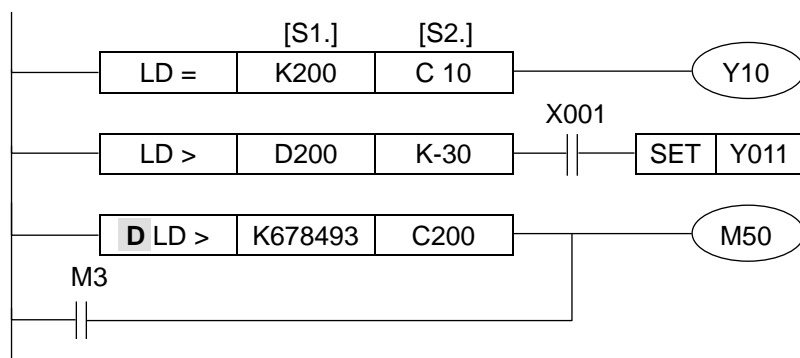 [S1.] [S2.]
LD = K200 C 10 Y10
X001
LD > D200 K-30 SET Y011
D LD > K678493 C200 M50
M3